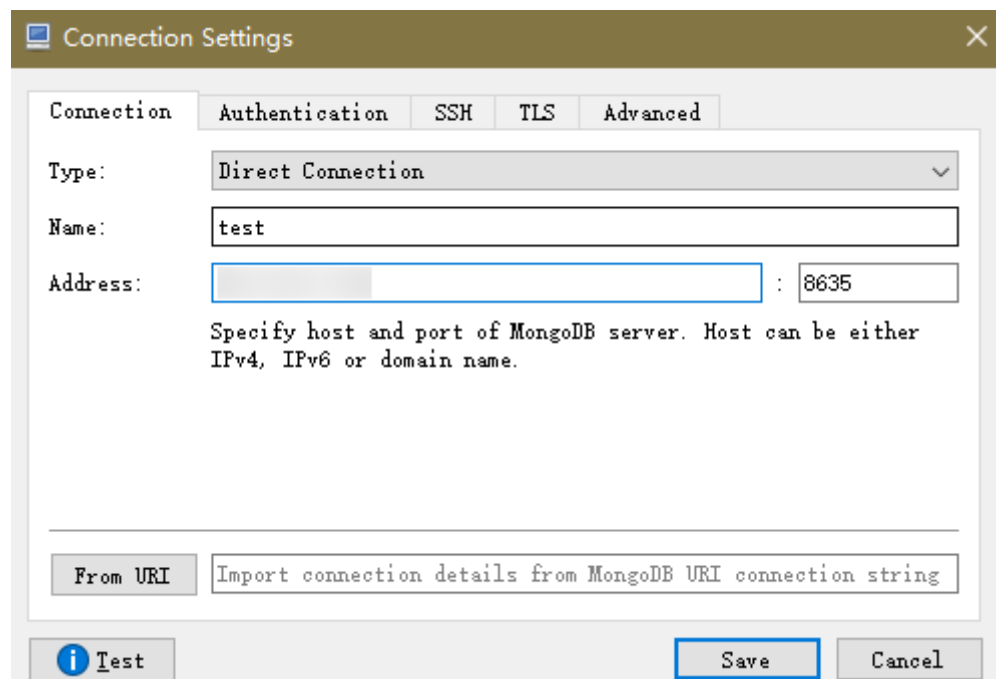 Connection Settings
Connection Authentication SSH TLS Advanced
Type: Direct Connection
Name: test
Address: : 8635
Specify host and port of MongoDB server. Host can be either
IPv4, IPv6 or domain name.
From URI Import connection details from MongoDB URI connection string
Test Save Cancel